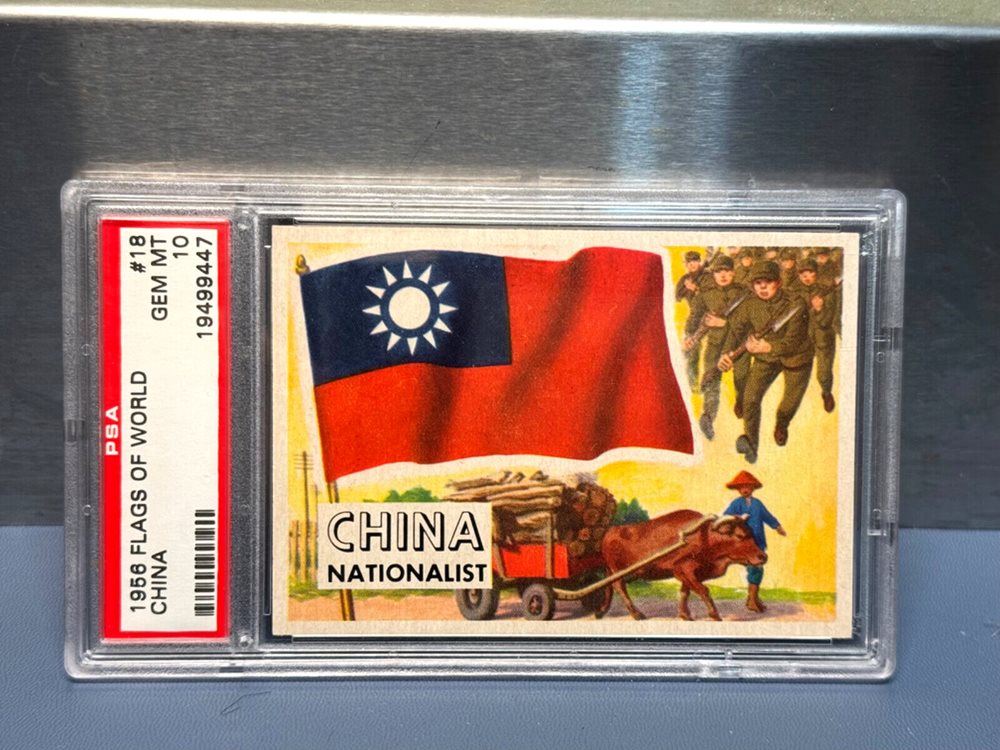 1956 FLAGS OF WORLD #18
CHINA GEM MT
10
19499447
PSA
CHINA
NATIONALIST